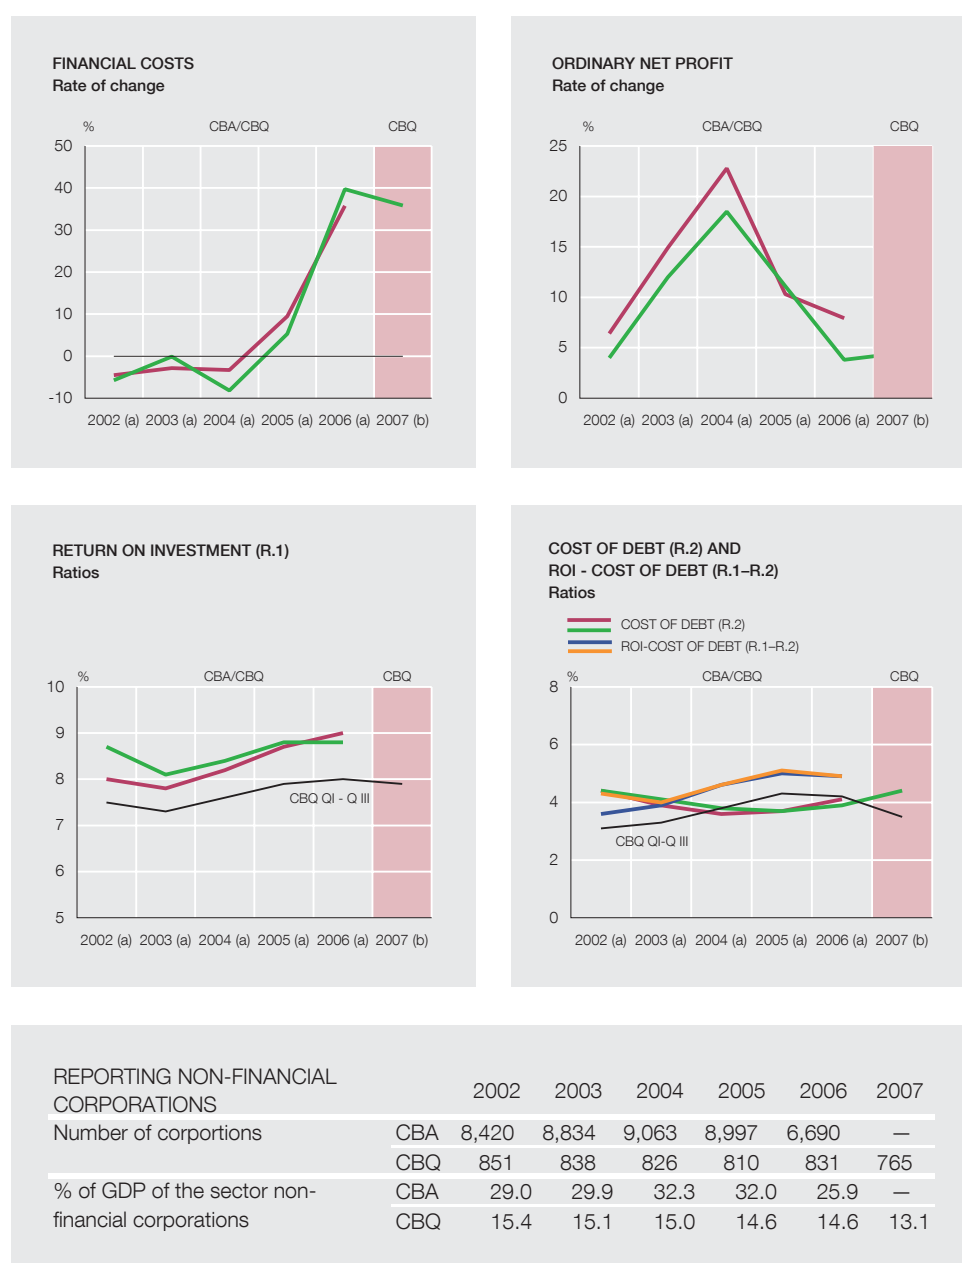 FINANCIAL COSTS
Rate of change
% CBA/CBQ CBQ
50
40
30
20
10
0
-10
2002 (a) 2003 (a) 2004 (a) 2005 (a) 2006 (a) 2007 (b)
ORDINARY NET PROFIT
Rate of change
% CBA/CBQ CBQ
25
20
15
10
5
0
2002 (a) 2003 (a) 2004 (a) 2005 (a) 2006 (a) 2007 (b)
RETURN ON INVESTMENT (R.1)
Ratios
% CBA/CBQ CBQ
10
9
8
CBQ QI - Q III
7
6
5
2002 (a) 2003 (a) 2004 (a) 2005 (a) 2006 (a) 2007 (b)
COST OF DEBT (R.2) AND
ROI - COST OF DEBT (R.1–R.2)
Ratios
COST OF DEBT (R.2)
ROI-COST OF DEBT (R.1–R.2)
% CBA/CBQ CBQ
8
6
4
CBQ QI-Q III
2
0
2002 (a) 2003 (a) 2004 (a) 2005 (a) 2006 (a) 2007 (b)
REPORTING NON-FINANCIAL
CORPORATIONS 2002 2003 2004 2005 2006 2007
Number of corportions CBA 8,420 8,834 9,063 8,997 6,690 —
CBQ 851 838 826 810 831 765
% of GDP of the sector non- CBA 29.0 29.9 32.3 32.0 25.9 —
financial corporations CBQ 15.4 15.1 15.0 14.6 14.6 13.1